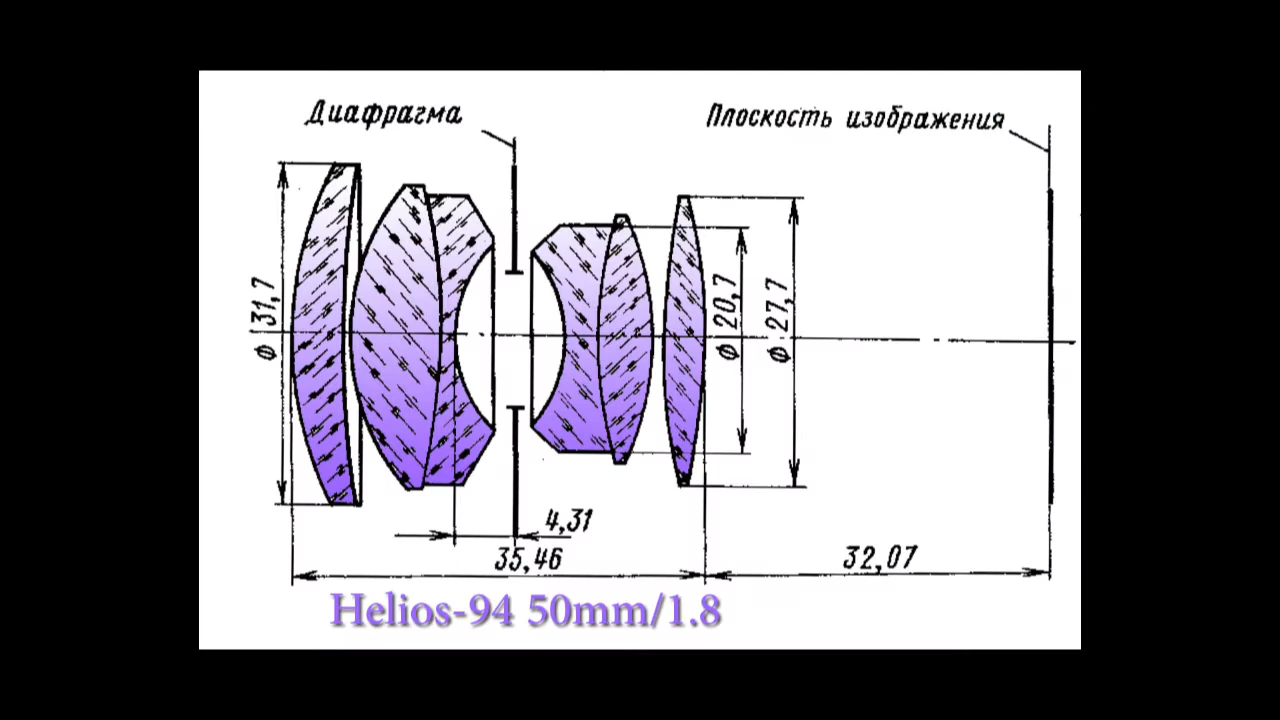 Диафрагма
Плоскость изображения
Ф 31,7
Ф 20,7
Ф 27,7
4,31
35,46
32,07
Helios-94 50mm/1.8